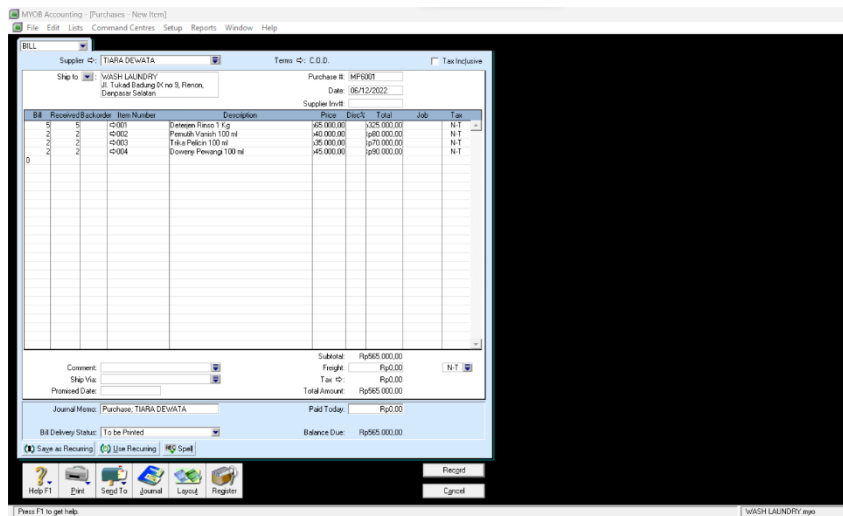 MYOB Accounting - [Purchases - New Item]
File Edit Lists Command Centres Setup Reports Window Help
BILL
Supplier ⇨: TIARA DEWATA Terms ⇨: C.O.D. Tax Inclusive
Ship to : WASH LAUNDRY Purchase #: MP6001
Jl. Tukad Badung IX no 9, Renon,
Denpasar Selatan
Date: 06/12/2022
Supplier Inv#:
Bill Received Backorder Item Number Description Price Disc% Total Job Tax
5 5 ⇨001 Deterjen Rinso 1 Kg 65.000,00 325.000,00 N-T
2 2 ⇨002 Pemutih Vanish 100 ml 40.000,00 p80.000,00 N-T
2 2 ⇨003 Trika Pelicin 100 ml 35.000,00 p70.000,00 N-T
2 2 ⇨004 Doweny Pewangi 100 ml 45.000,00 p90.000,00 N-T
0
Subtotal: Rp565.000,00
Comment: Freight: Rp0,00 N-T
Ship Via: Tax ⇨: Rp0,00
Promised Date: Total Amount: Rp565.000,00
Journal Memo: Purchase; TIARA DEWATA Paid Today: Rp0,00
Bill Delivery Status: To be Printed Balance Due: Rp565.000,00
Save as Recurring Use Recurring ABC Spell
Record
Help F1 Print Send To Journal Layout Register Cancel
Press F1 to get help. WASH LAUNDRY.myo